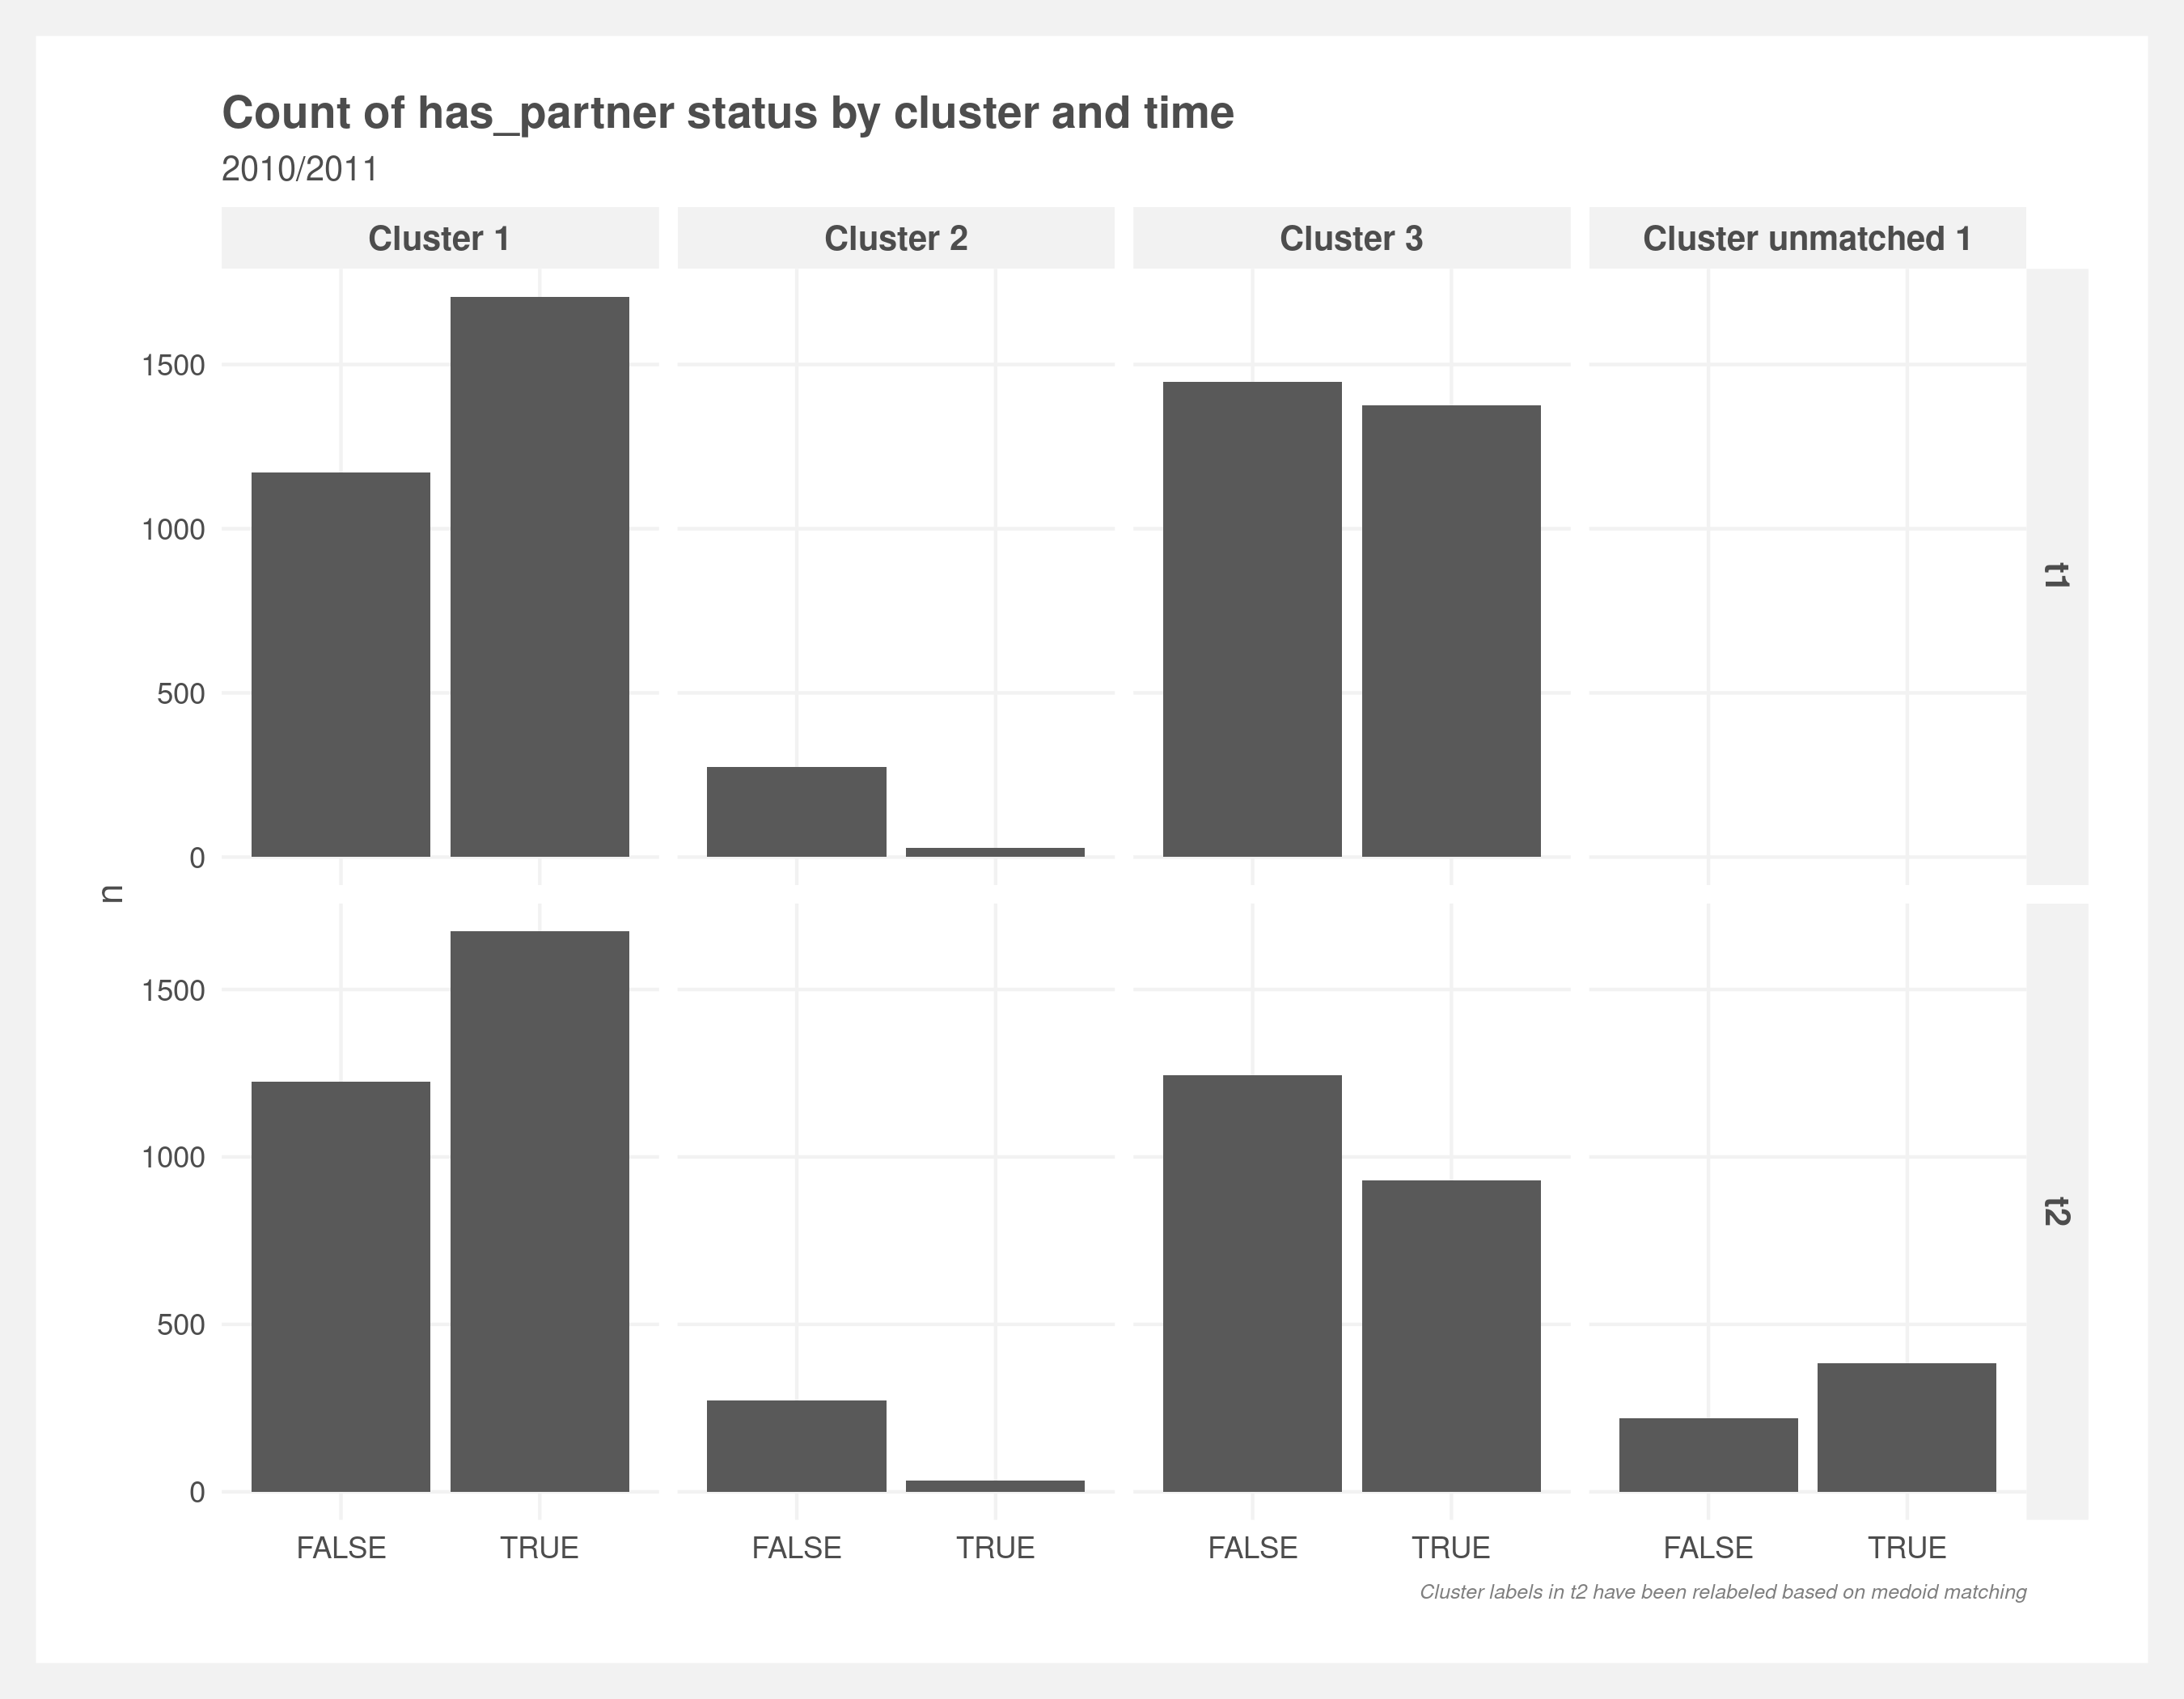 Count of has_partner status by cluster and time
2010/2011
Cluster 1
Cluster 2
Cluster 3
Cluster unmatched 1
1500
1000
500
0
t1
n
1500
1000
500
0
t2
FALSE
TRUE
FALSE
TRUE
FALSE
TRUE
FALSE
TRUE
Cluster labels in t2 have been relabeled based on medoid matching